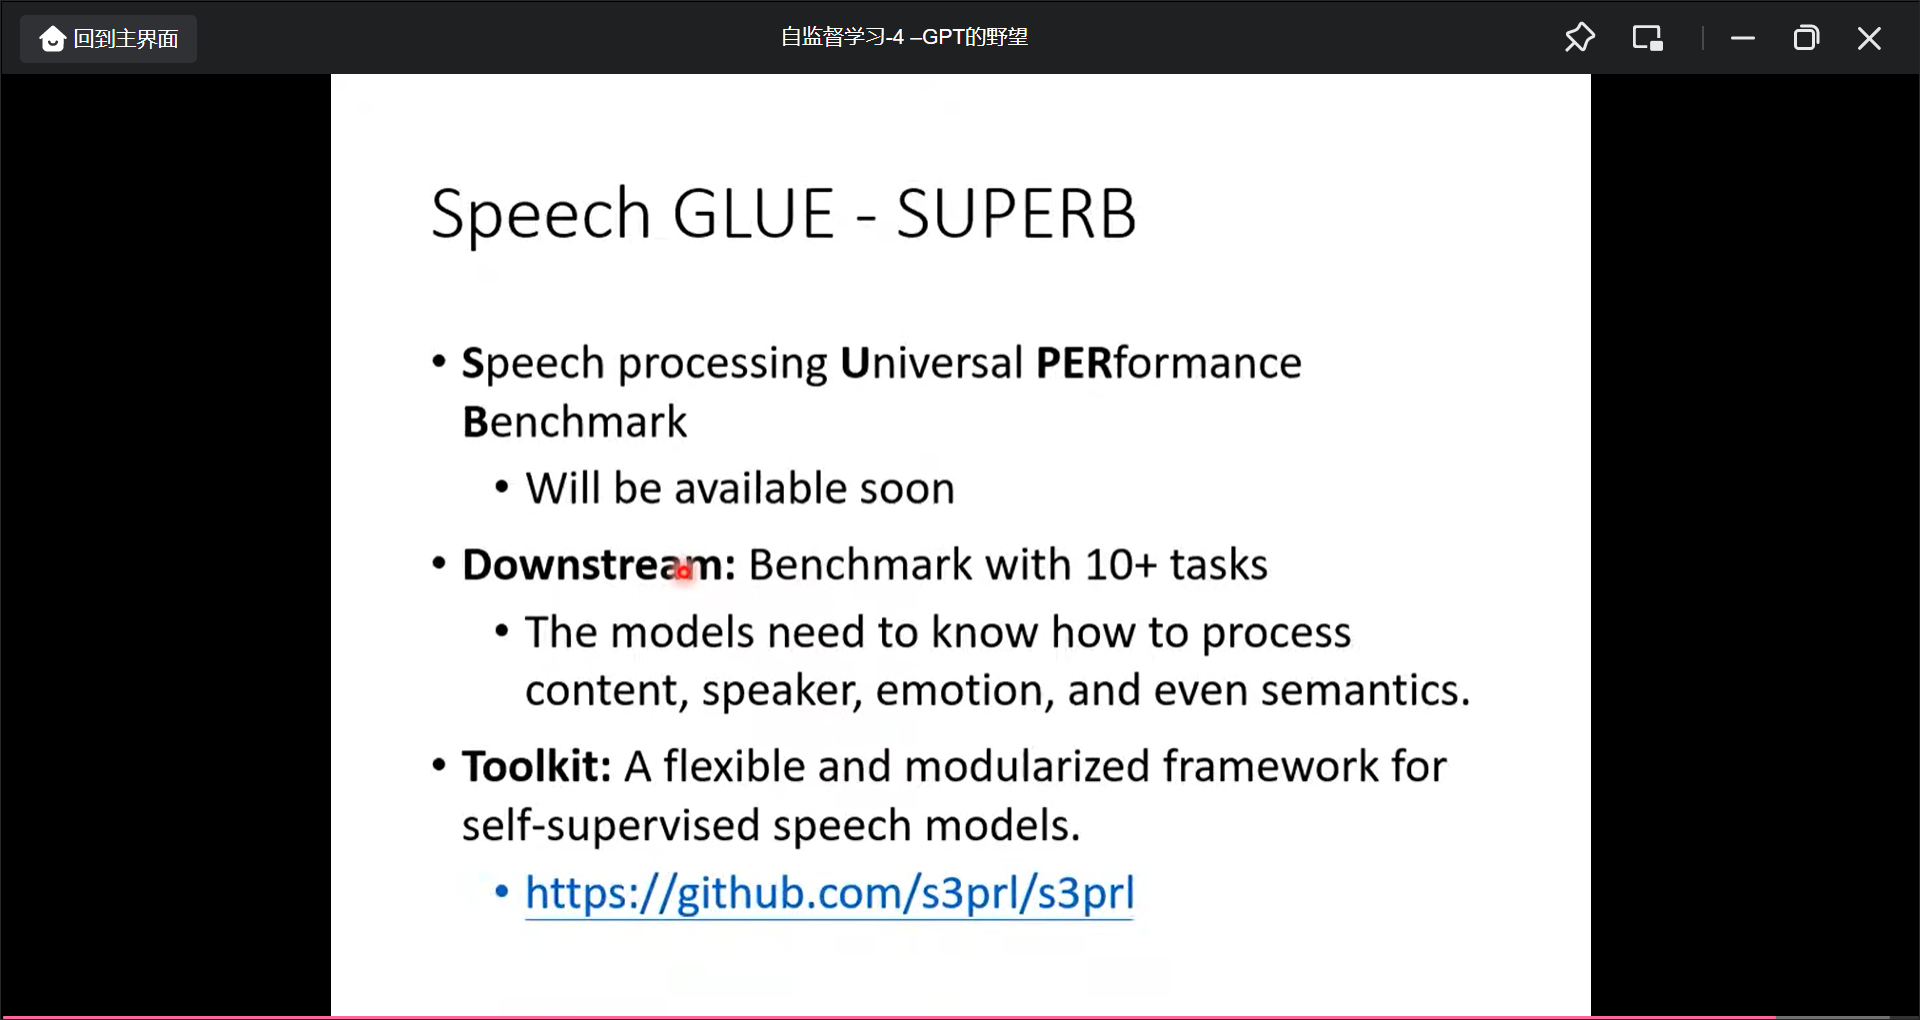 回到主界面
自监督学习-4 –GPT的野望
Speech GLUE - SUPERB
• Speech processing Universal PERformance
Benchmark
• Will be available soon
• Downstream: Benchmark with 10+ tasks
• The models need to know how to process
content, speaker, emotion, and even semantics.
• Toolkit: A flexible and modularized framework for
self-supervised speech models.
• https://github.com/s3prl/s3prl